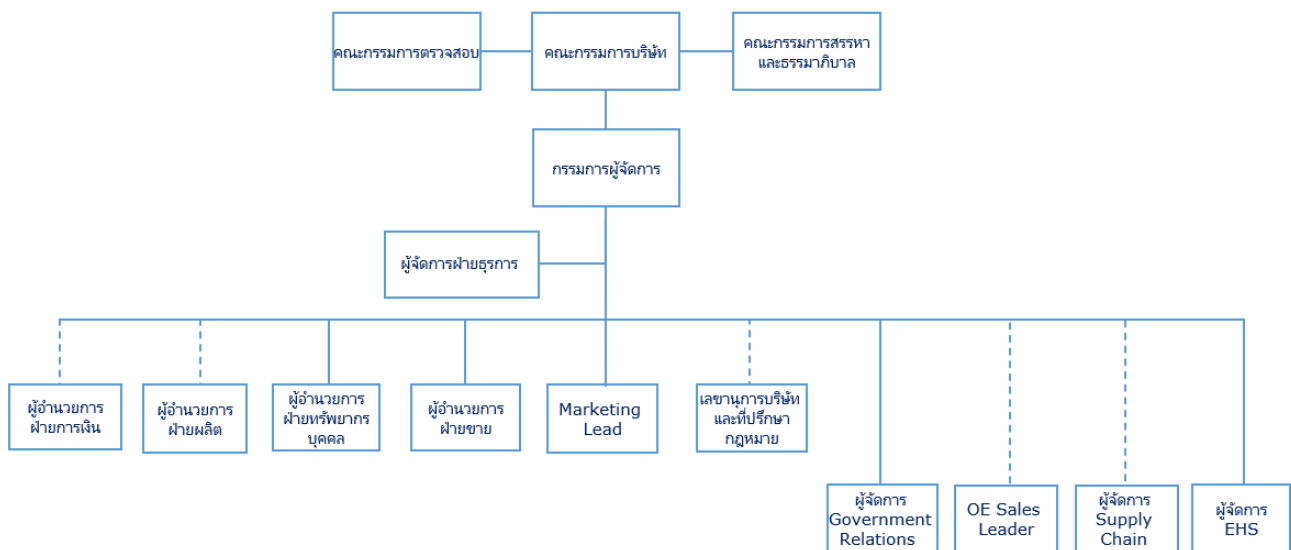 คณะกรรมการตรวจสอบ
คณะกรรมการบริษัท
คณะกรรมการสรรหา
และธรรมาภิบาล
กรรมการผู้จัดการ
ผู้จัดการฝ่ายธุรการ
ผู้อำนวยการ
ฝ่ายการเงิน
ผู้อำนวยการ
ฝ่ายผลิต
ผู้อำนวยการ
ฝ่ายทรัพยากร
บุคคล
ผู้อำนวยการ
ฝ่ายขาย
Marketing
Lead
เลขานุการบริษัท
และที่ปรึกษา
กฎหมาย
ผู้จัดการ
Government
Relations
OE Sales
Leader
ผู้จัดการ
Supply
Chain
ผู้จัดการ
EHS